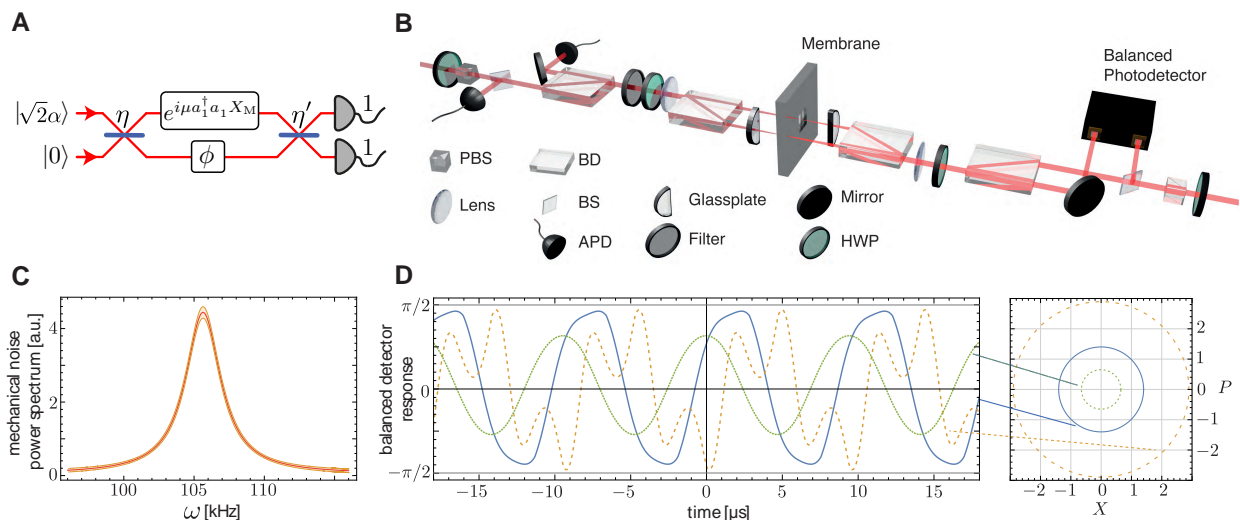 A
|√2α⟩
η
e^{iμa₁†a₁X_M}
η′
1
|0⟩
ϕ
1
B
Membrane
Balanced
Photodetector
PBS
BD
Lens
BS
Glassplate
Mirror
APD
Filter
HWP
C
mechanical noise
power spectrum [a.u.]
4
2
0
100
105
110
ω [kHz]
D
balanced detector
response
π/2
0
−π/2
−15
−10
−5
0
5
10
15
time [μs]
2
1
0
−1
−2
P
−2
−1
0
1
2
X